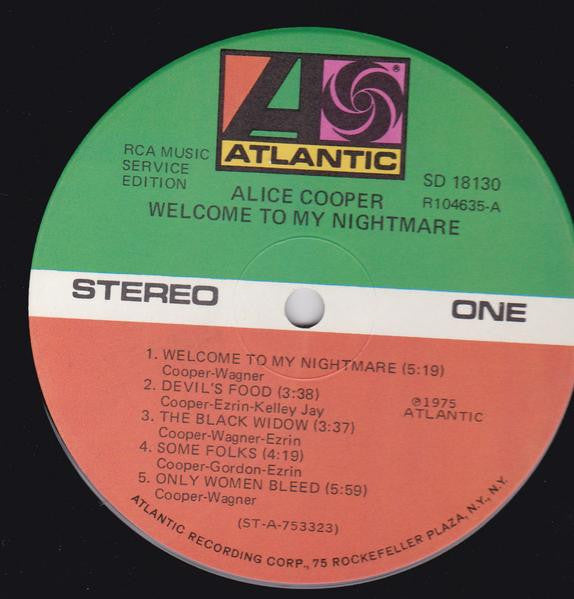 ATLANTIC
RCA MUSIC
SERVICE
EDITION
SD 18130
R104635-A
ALICE COOPER
WELCOME TO MY NIGHTMARE
STEREO
ONE
1. WELCOME TO MY NIGHTMARE (5:19)
Cooper-Wagner
2. DEVIL'S FOOD (3:38)
Cooper-Ezrin-Kelley Jay
3. THE BLACK WIDOW (3:37)
Cooper-Wagner-Ezrin
4. SOME FOLKS (4:19)
Cooper-Gordon-Ezrin
5. ONLY WOMEN BLEED (5:59)
Cooper-Wagner
℗1975
ATLANTIC
(ST-A-753323)
ATLANTIC RECORDING CORP., 75 ROCKEFELLER PLAZA, N.Y., N.Y.